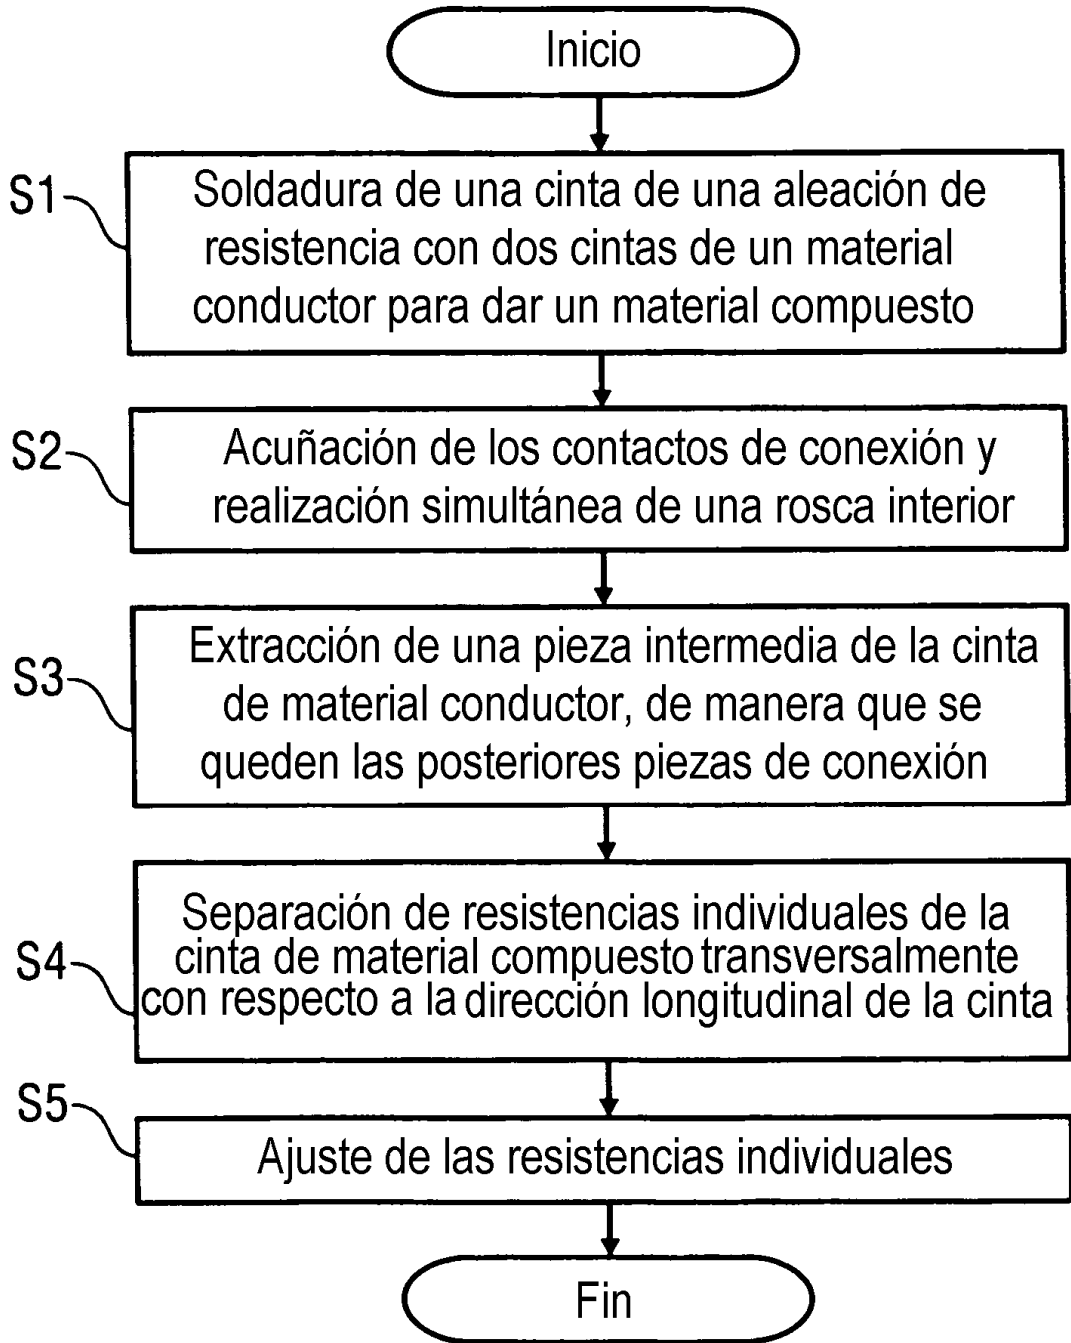 Inicio
S1
Soldadura de una cinta de una aleación de
resistencia con dos cintas de un material
conductor para dar un material compuesto
S2
Acuñación de los contactos de conexión y
realización simultánea de una rosca interior
S3
Extracción de una pieza intermedia de la cinta
de material conductor, de manera que se
queden las posteriores piezas de conexión
S4
Separación de resistencias individuales de la
cinta de material compuesto transversalmente
con respecto a la dirección longitudinal de la cinta
S5
Ajuste de las resistencias individuales
Fin